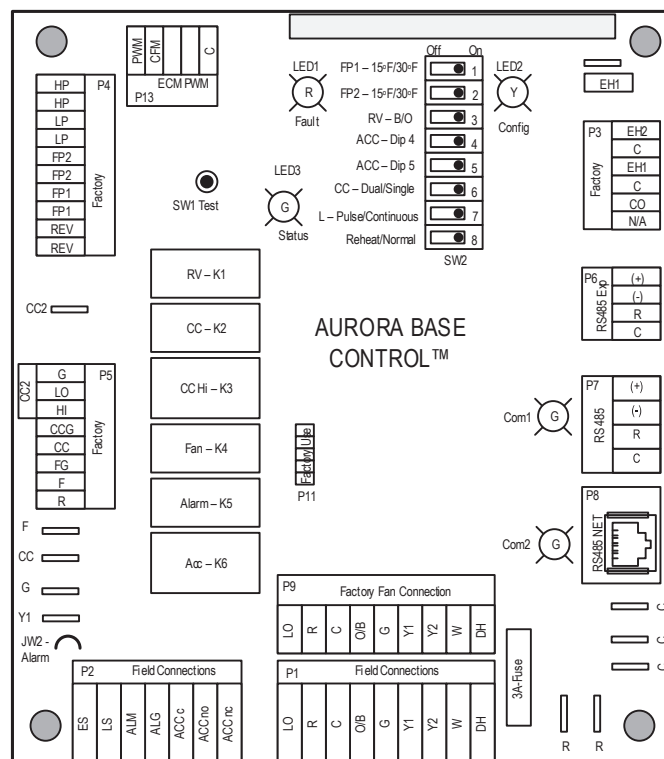 PWM
CFM
C
ECM PWM
P13
Off
On
LED1
R
Fault
FP1 – 15ºF/30ºF
1
FP2 – 15ºF/30ºF
2
RV – B/O
3
ACC – Dip 4
4
ACC – Dip 5
5
CC – Dual/Single
6
L – Pulse/Continuous
7
Reheat/Normal
8
SW2
LED2
Y
Config
EH1
HP
HP
LP
LP
FP2
FP2
FP1
FP1
REV
REV
P4
Factory
SW1 Test
LED3
G
Status
P3
Factory
EH2
C
EH1
C
CO
N/A
RV – K1
CC – K2
CC Hi – K3
Fan – K4
Alarm – K5
Acc – K6
AURORA BASE
CONTROL™
P6
RS485 Exp
(+)
(-)
R
C
CC2
CC2
G
LO
HI
CCG
CC
FG
F
R
P5
Factory
Factory Use
P11
Com1
G
P7
RS 485
(+)
(-)
R
C
Com2
G
P8
RS485 NET
F
CC
G
Y1
JW2 -
Alarm
P9
Factory Fan Connection
LO
R
C
O/B
G
Y1
Y2
W
DH
P2
Field Connections
ES
LS
ALM
ALG
ACC c
ACC no
ACC nc
P1
Field Connections
LO
R
C
O/B
G
Y1
Y2
W
DH
3A-Fuse
C
C
C
R
R